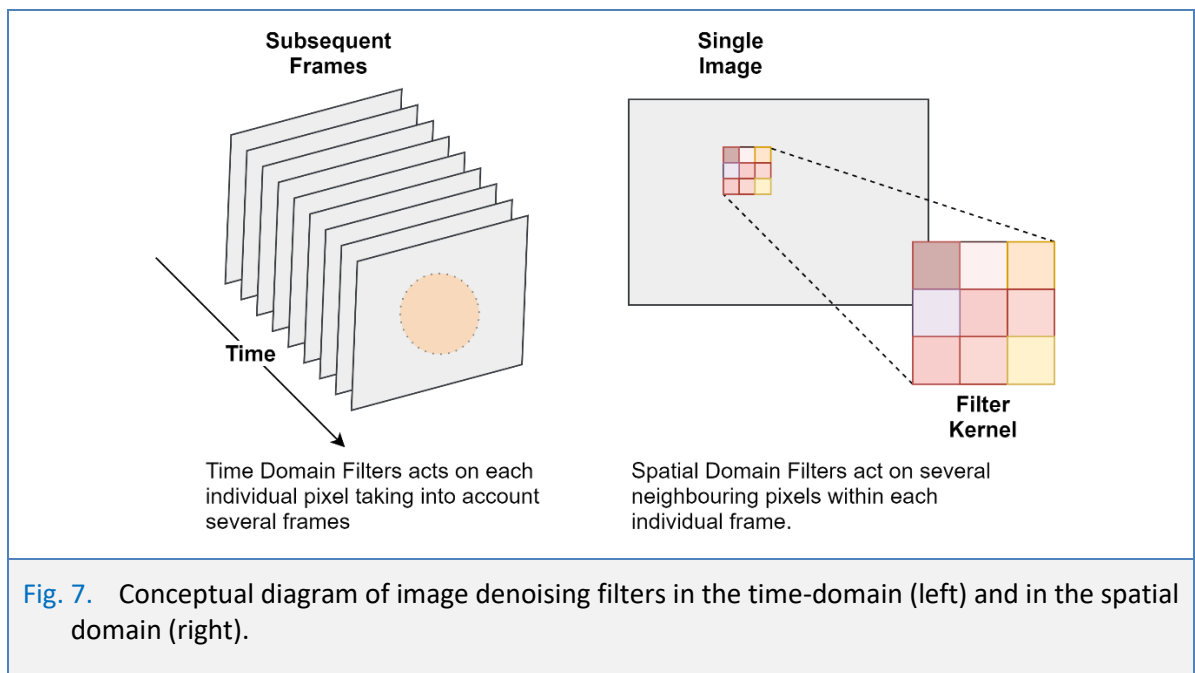 Subsequent
Frames
Time
Time Domain Filters acts on each
individual pixel taking into account
several frames
Single
Image
Filter
Kernel
Spatial Domain Filters act on several
neighbouring pixels within each
individual frame.
Fig. 7. Conceptual diagram of image denoising filters in the time-domain (left) and in the spatial
domain (right).